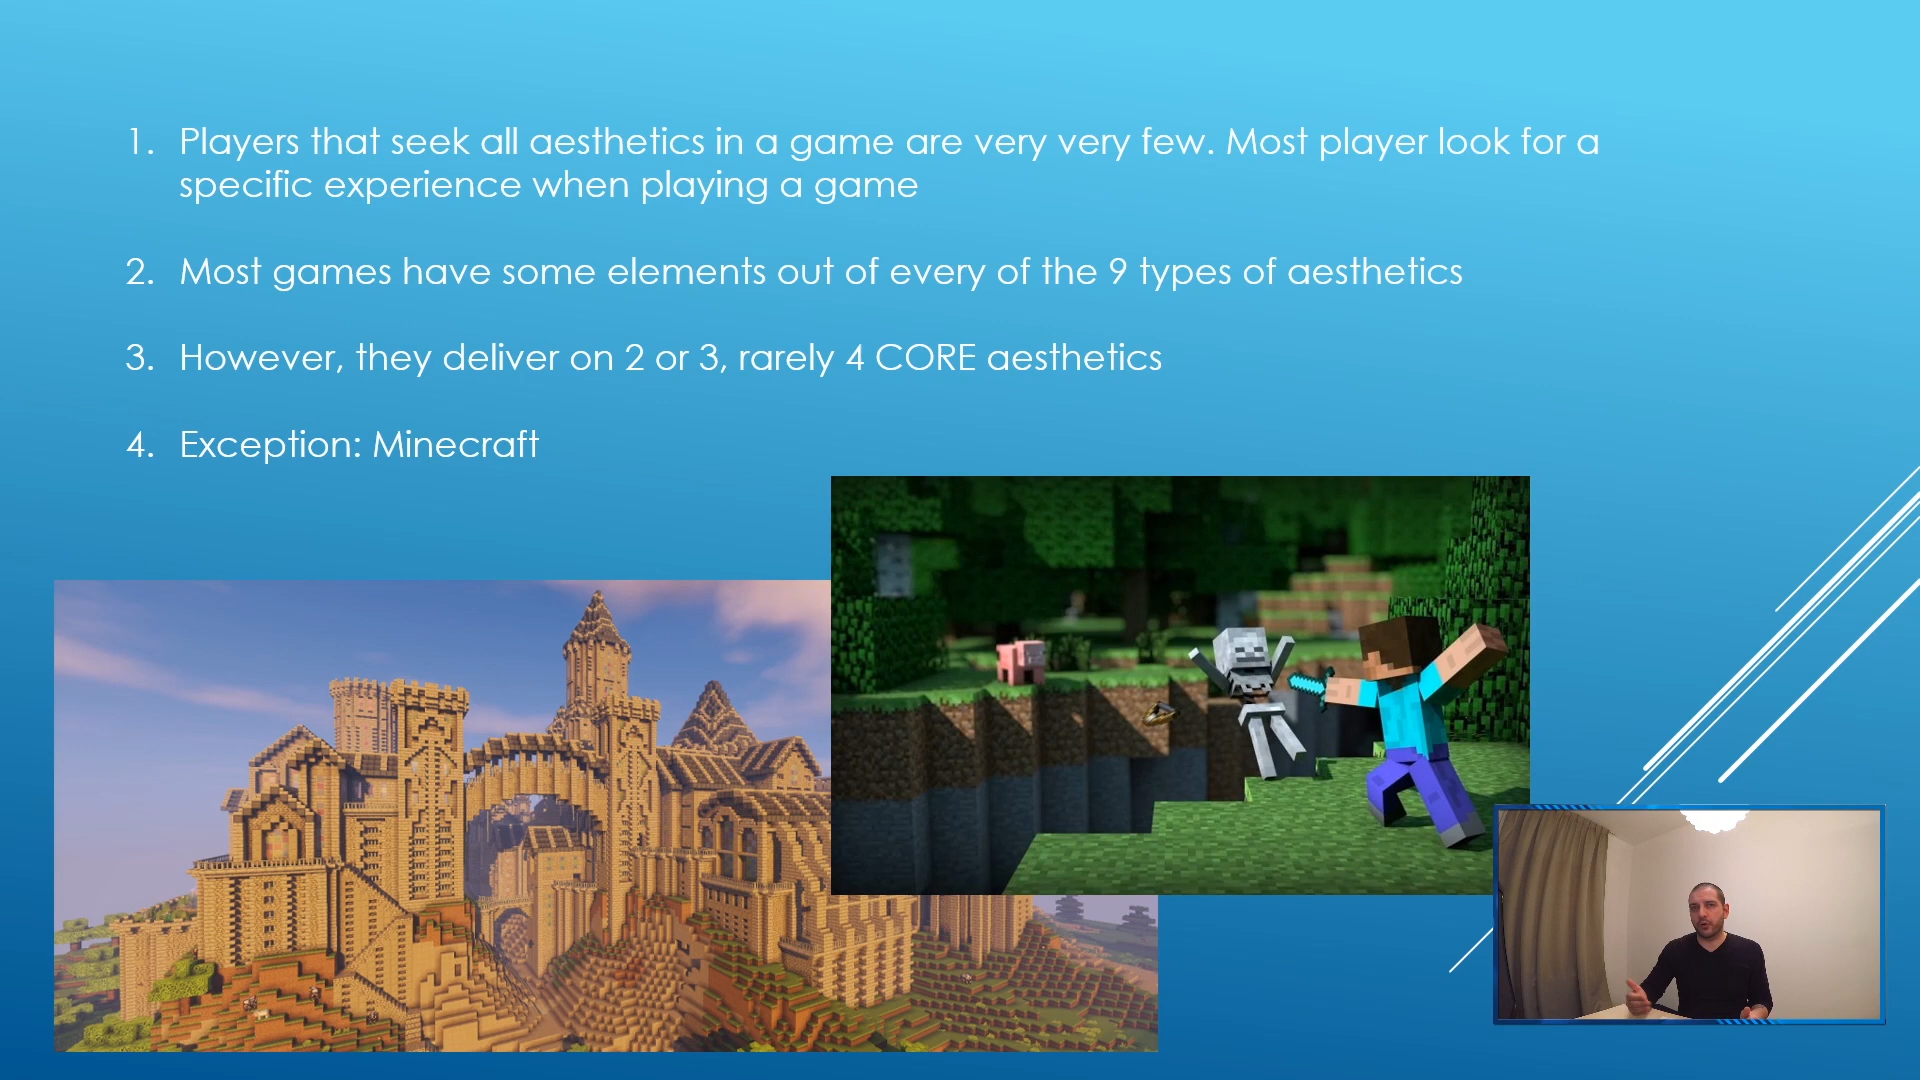 1. Players that seek all aesthetics in a game are very very few. Most player look for a
specific experience when playing a game
2. Most games have some elements out of every of the 9 types of aesthetics
3. However, they deliver on 2 or 3, rarely 4 CORE aesthetics
4. Exception: Minecraft